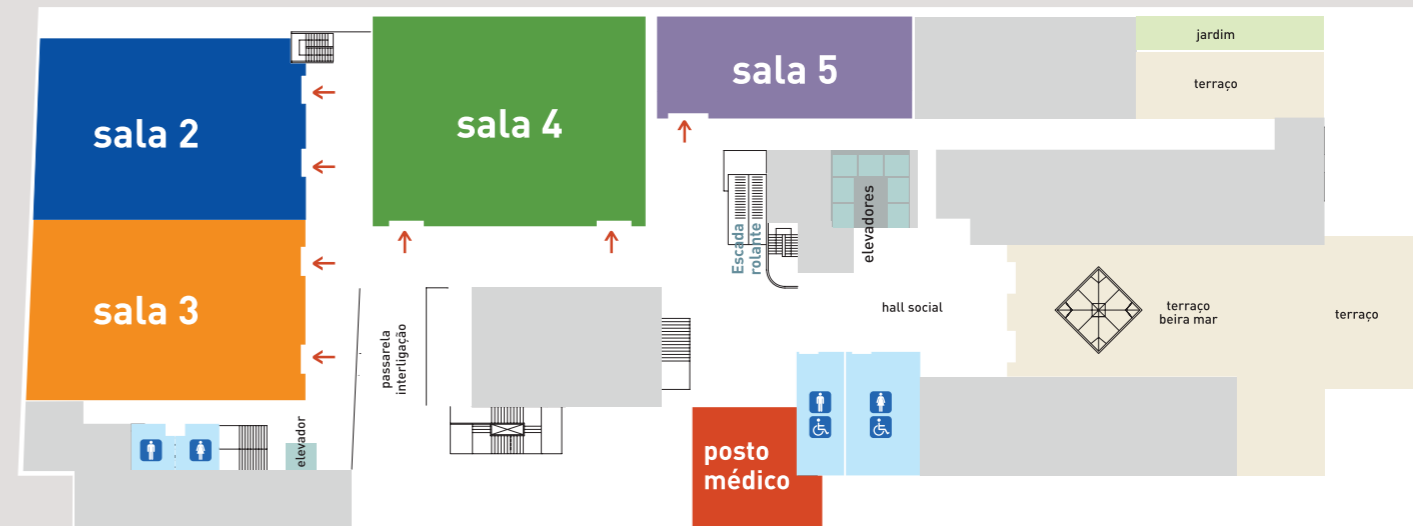 sala 2
sala 4
sala 5
jardim
terraço
sala 3
Escada
rolante
elevadores
hall social
terraço
beira mar
terraço
passarela
interligação
elevador
posto
médico